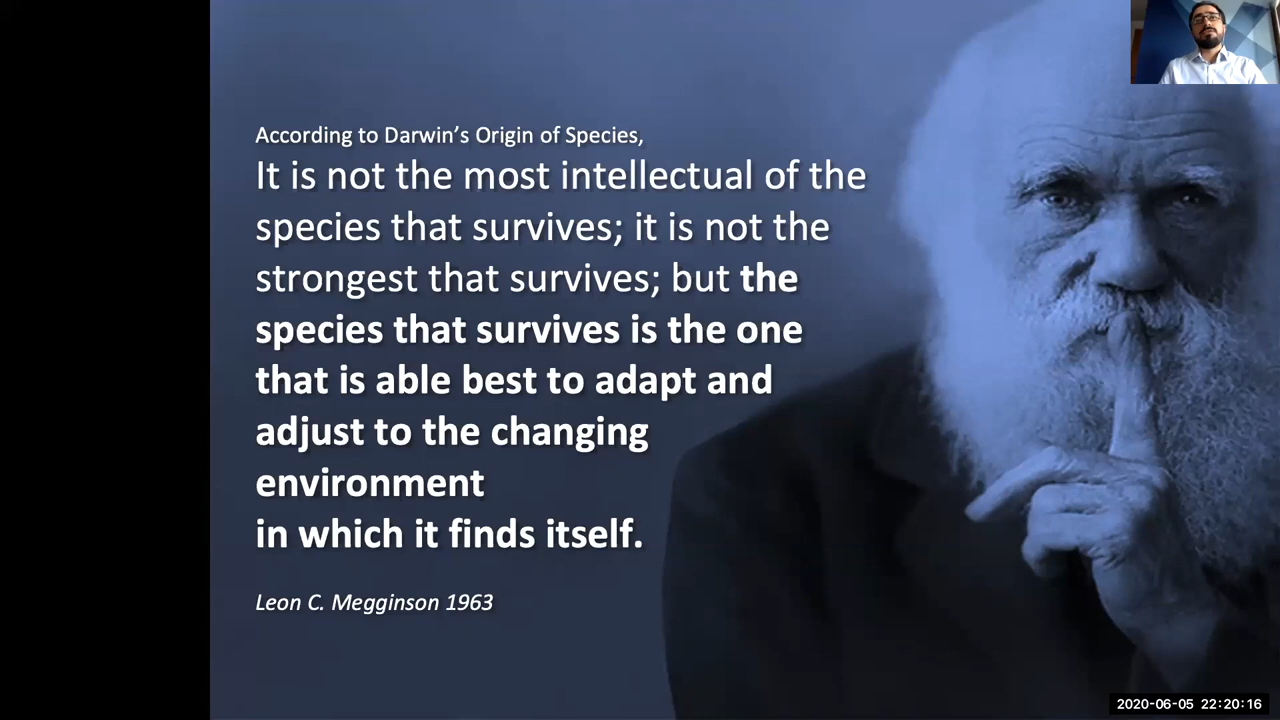 According to Darwin’s Origin of Species,
It is not the most intellectual of the
species that survives; it is not the
strongest that survives; but the
species that survives is the one
that is able best to adapt and
adjust to the changing
environment
in which it finds itself.
Leon C. Megginson 1963
2020-06-05 22:20:16